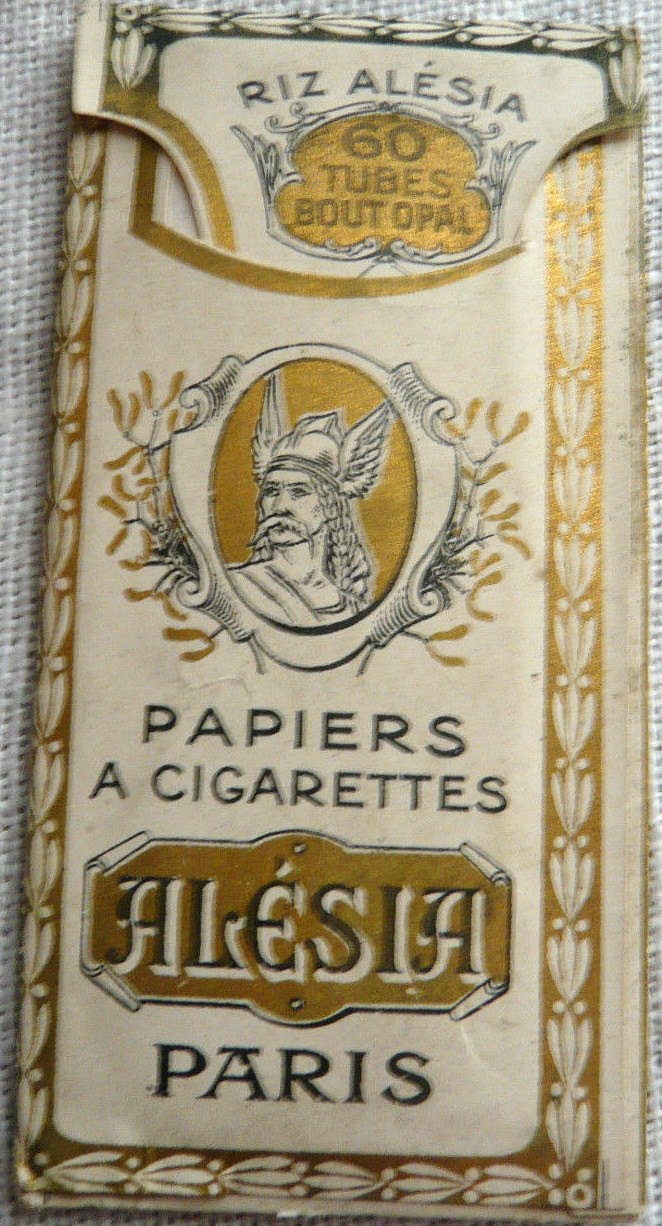 RIZ ALÉSIA
60
TUBES
BOUT OPAL
PAPIERS
A CIGARETTES
ALÉSIA
PARIS